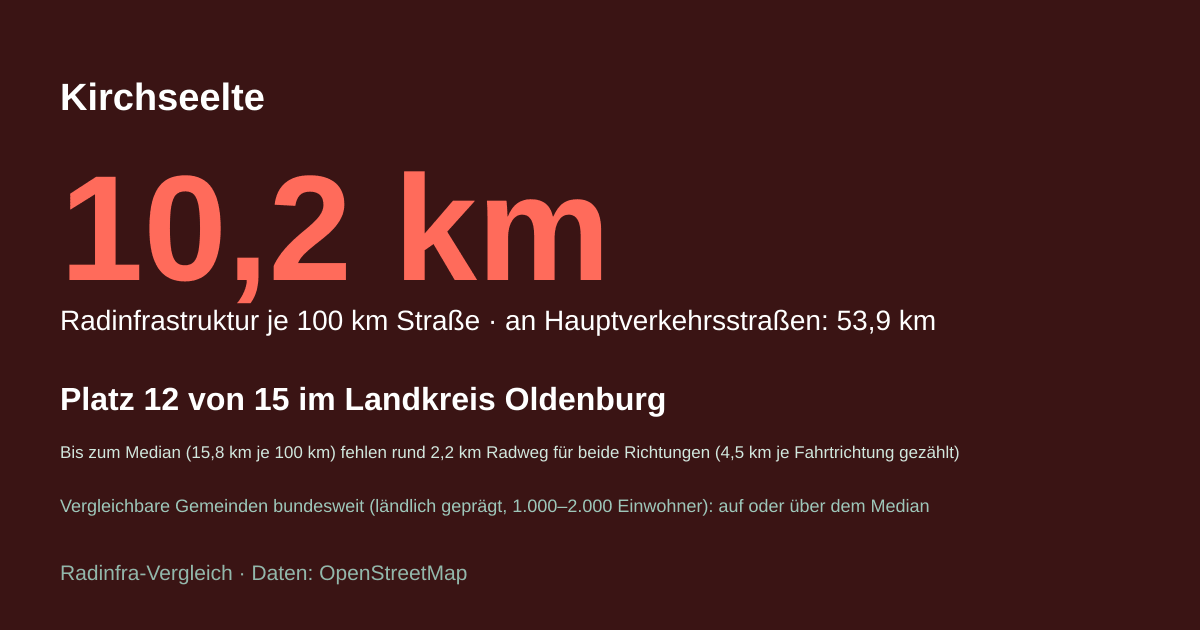 Kirchseelte
10,2 km
Radinfrastruktur je 100 km Straße · an Hauptverkehrsstraßen: 53,9 km
Platz 12 von 15 im Landkreis Oldenburg
Bis zum Median (15,8 km je 100 km) fehlen rund 2,2 km Radweg für beide Richtungen (4,5 km je Fahrtrichtung gezählt)
Vergleichbare Gemeinden bundesweit (ländlich geprägt, 1.000–2.000 Einwohner): auf oder über dem Median
Radinfra-Vergleich · Daten: OpenStreetMap